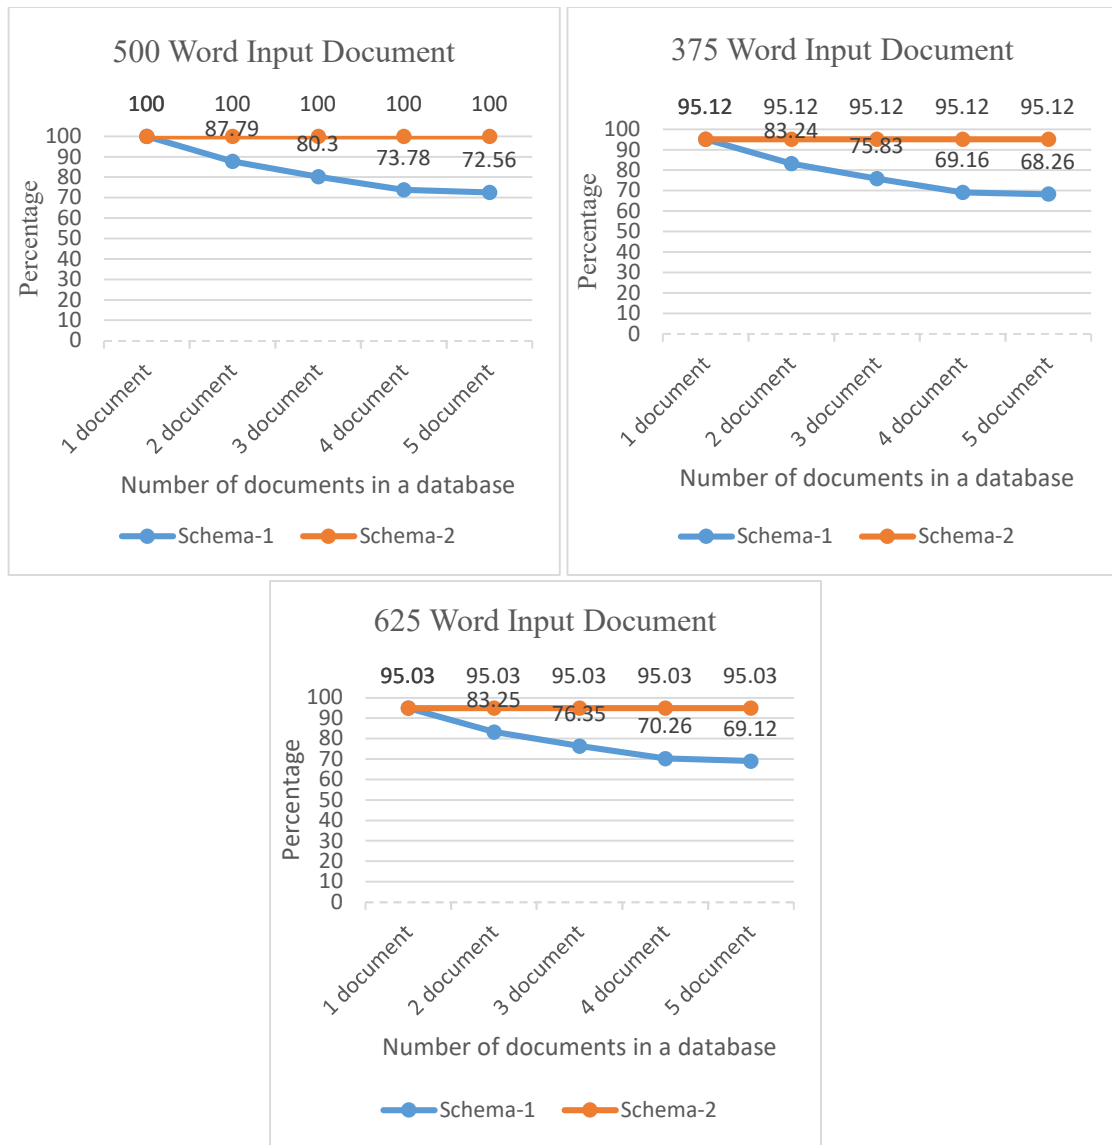 500 Word Input Document
100 100 100 100 100
87.79 80.3 73.78 72.56
100
90
80
70
60
50
40
30
20
10
0
Percentage
1 document 2 document 3 document 4 document 5 document
Number of documents in a database
Schema-1 Schema-2
375 Word Input Document
95.12 95.12 95.12 95.12 95.12
83.24 75.83 69.16 68.26
100
90
80
70
60
50
40
30
20
10
0
Percentage
1 document 2 document 3 document 4 document 5 document
Number of documents in a database
Schema-1 Schema-2
625 Word Input Document
95.03 95.03 95.03 95.03 95.03
83.25 76.35 70.26 69.12
100
90
80
70
60
50
40
30
20
10
0
Percentage
1 document 2 document 3 document 4 document 5 document
Number of documents in a database
Schema-1 Schema-2